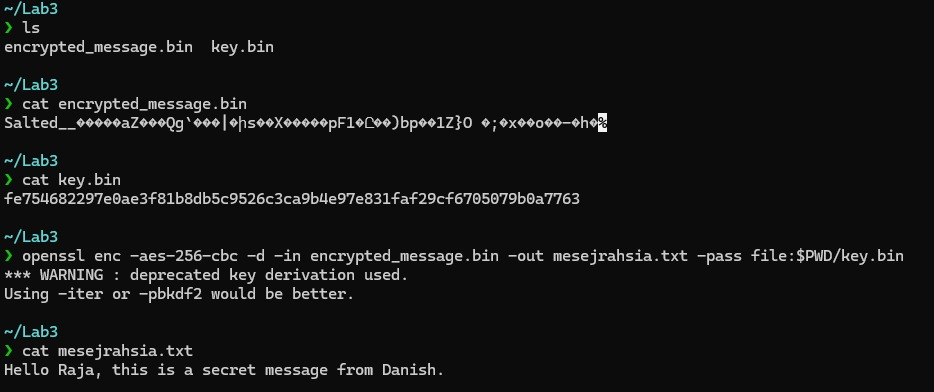 ~/Lab3
❯ ls
encrypted_message.bin  key.bin
~/Lab3
❯ cat encrypted_message.bin
Salted__�����aZ���Qg`���|�իs��X�����pF1���)bp��1Z}O �;�x��o��-�h�%
~/Lab3
❯ cat key.bin
fe754682297e0ae3f81b8db5c9526c3ca9b4e97e831faf29cf6705079b0a7763
~/Lab3
❯ openssl enc -aes-256-cbc -d -in encrypted_message.bin -out mesejrahsia.txt -pass file:$PWD/key.bin
*** WARNING : deprecated key derivation used.
Using -iter or -pbkdf2 would be better.
~/Lab3
❯ cat mesejrahsia.txt
Hello Raja, this is a secret message from Danish.